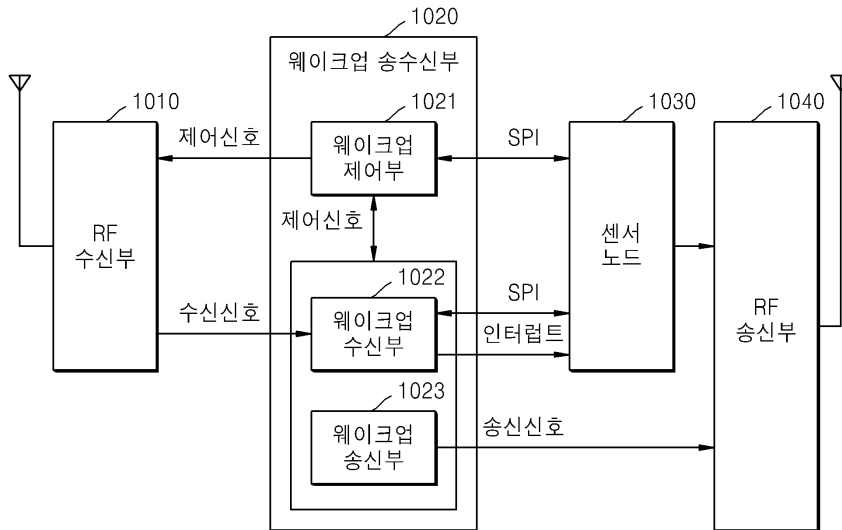 1020
웨이크업 송수신부
1010
1021
1030
1040
제어신호
웨이크업
제어부
SPI
제어신호
RF
수신부
센서
노드
1022
SPI
수신신호
웨이크업
수신부
인터럽트
RF
송신부
1023
웨이크업
송신부
송신신호